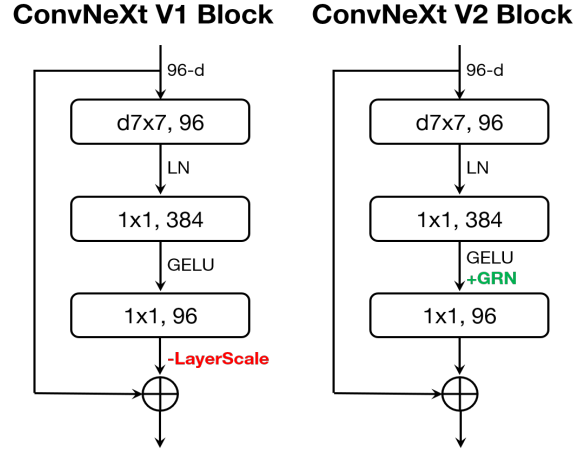 ConvNeXt V1 Block
96-d
d7x7, 96
LN
1x1, 384
GELU
1x1, 96
-LayerScale
ConvNeXt V2 Block
96-d
d7x7, 96
LN
1x1, 384
GELU
+GRN
1x1, 96